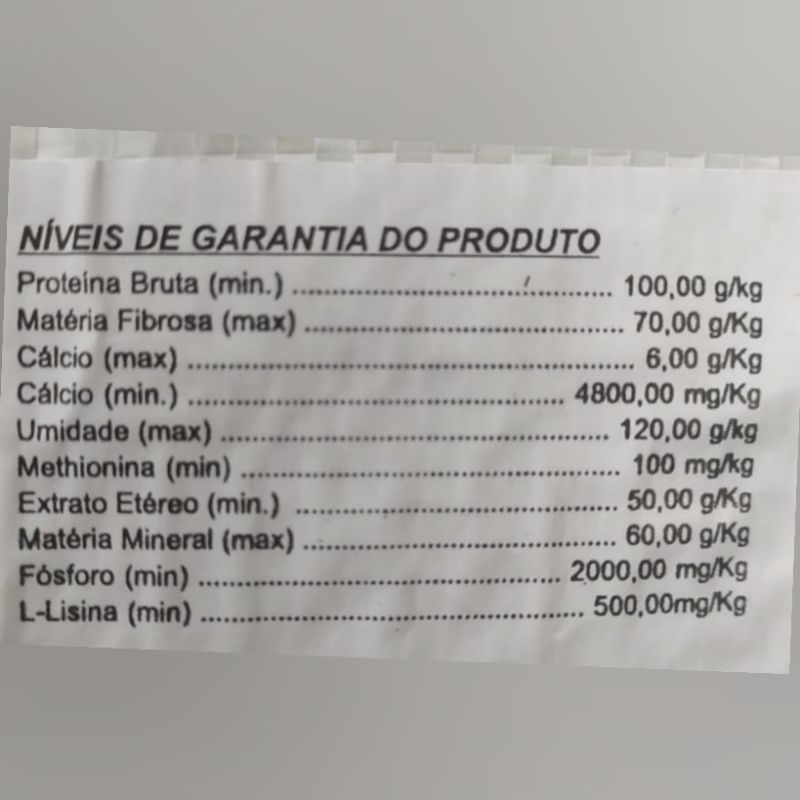 NÍVEIS DE GARANTIA DO PRODUTO
Proteína Bruta (min.) ........................................ 100,00 g/kg
Matéria Fibrosa (max) ........................................ 70,00 g/Kg
Cálcio (max) ........................................ 6,00 g/Kg
Cálcio (min.) ........................................ 4800,00 mg/Kg
Umidade (max) ........................................ 120,00 g/kg
Methionina (min) ........................................ 100 mg/kg
Extrato Etéreo (min.) ........................................ 50,00 g/Kg
Matéria Mineral (max) ........................................ 60,00 g/Kg
Fósforo (min) ........................................ 2000,00 mg/Kg
L-Lisina (min) ........................................ 500,00mg/Kg